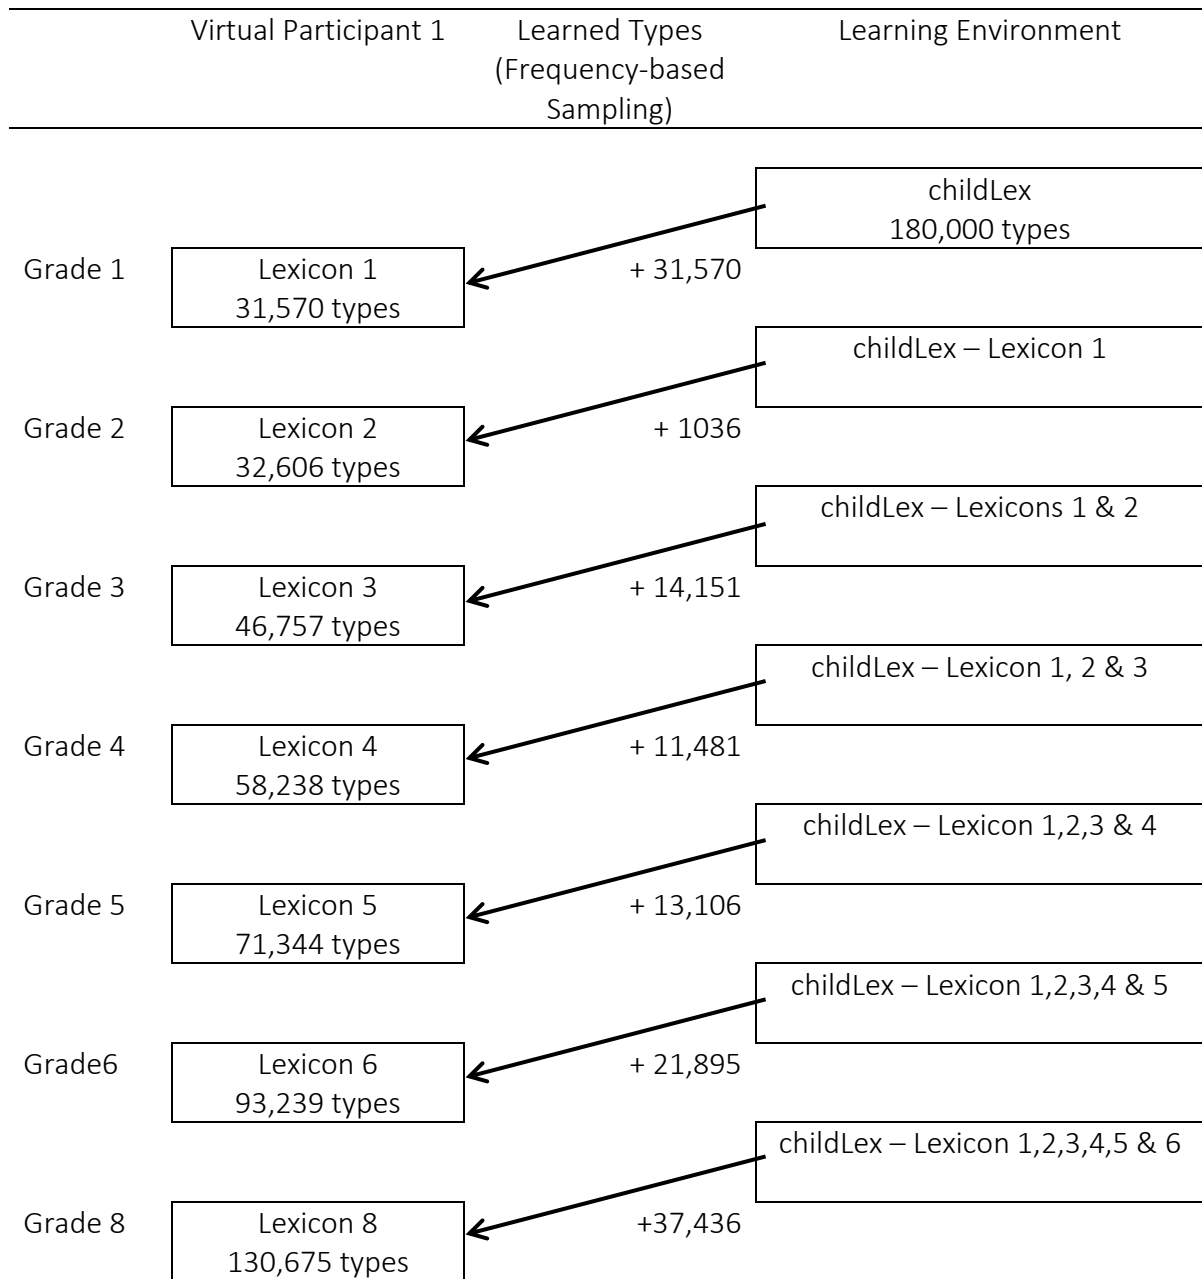 Virtual Participant 1 Learned Types Learning Environment
(Frequency-based
Sampling)
childLex
180,000 types
Grade 1 Lexicon 1 + 31,570
31,570 types
childLex – Lexicon 1
Grade 2 Lexicon 2 + 1036
32,606 types
childLex – Lexicons 1 & 2
Grade 3 Lexicon 3 + 14,151
46,757 types
childLex – Lexicon 1, 2 & 3
Grade 4 Lexicon 4 + 11,481
58,238 types
childLex – Lexicon 1,2,3 & 4
Grade 5 Lexicon 5 + 13,106
71,344 types
childLex – Lexicon 1,2,3,4 & 5
Grade6 Lexicon 6 + 21,895
93,239 types
childLex – Lexicon 1,2,3,4,5 & 6
Grade 8 Lexicon 8 +37,436
130,675 types